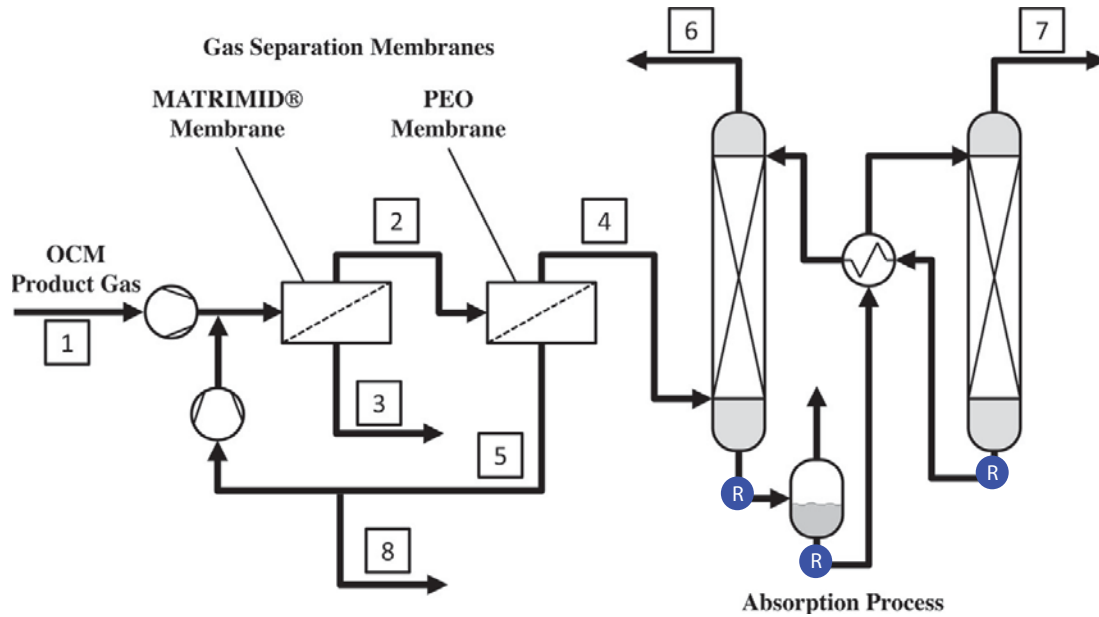 6
7
Gas Separation Membranes
MATRIMID®
Membrane
PEO
Membrane
2
4
OCM
Product Gas
1
3
5
R
R
R
8
Absorption Process